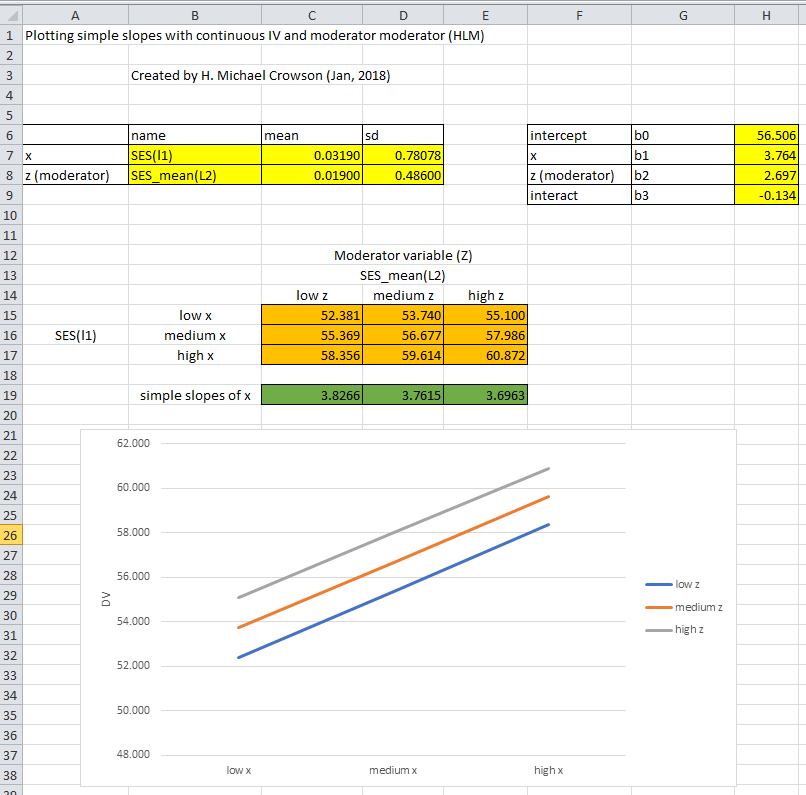 A B C D E F G H
1 Plotting simple slopes with continuous IV and moderator moderator (HLM)
2
3 Created by H. Michael Crowson (Jan, 2018)
4
5
6 name mean sd intercept b0 56.506
7 x SES(l1) 0.03190 0.78078 x b1 3.764
8 z (moderator) SES_mean(L2) 0.01900 0.48600 z (moderator) b2 2.697
9 interact b3 -0.134
10
11
12 Moderator variable (Z)
13 SES_mean(L2)
14 low z medium z high z
15 low x 52.381 53.740 55.100
16 SES(l1) medium x 55.369 56.677 57.986
17 high x 58.356 59.614 60.872
18
19 simple slopes of x 3.8266 3.7615 3.6963
20
21
22
23
24
25
26
27
28
29
30
31
32
33
34
35
36
37
38
62.000
60.000
58.000
56.000
54.000
52.000
50.000
48.000
DV
low x medium x high x
low z
medium z
high z